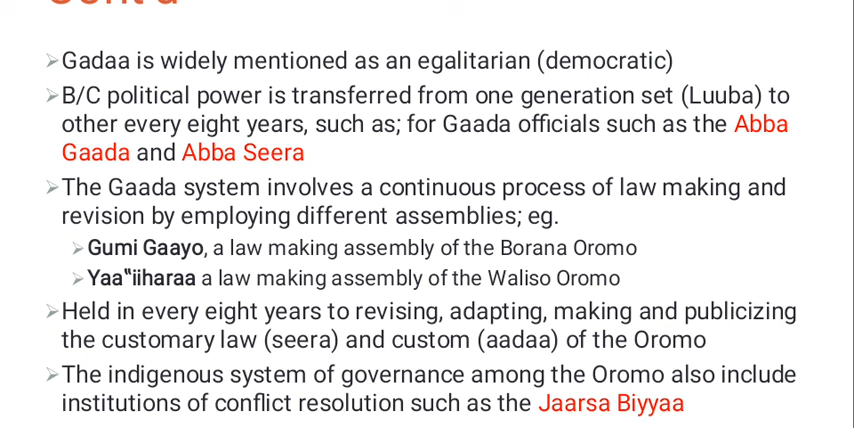 ➢Gadaa is widely mentioned as an egalitarian (democratic)
➢B/C political power is transferred from one generation set (Luuba) to
other every eight years, such as; for Gaada officials such as the Abba
Gaada and Abba Seera
➢The Gaada system involves a continuous process of law making and
revision by employing different assemblies; eg.
➢Gumi Gaayo, a law making assembly of the Borana Oromo
➢Yaa‟iiharaa a law making assembly of the Waliso Oromo
➢Held in every eight years to revising, adapting, making and publicizing
the customary law (seera) and custom (aadaa) of the Oromo
➢The indigenous system of governance among the Oromo also include
institutions of conflict resolution such as the Jaarsa Biyyaa